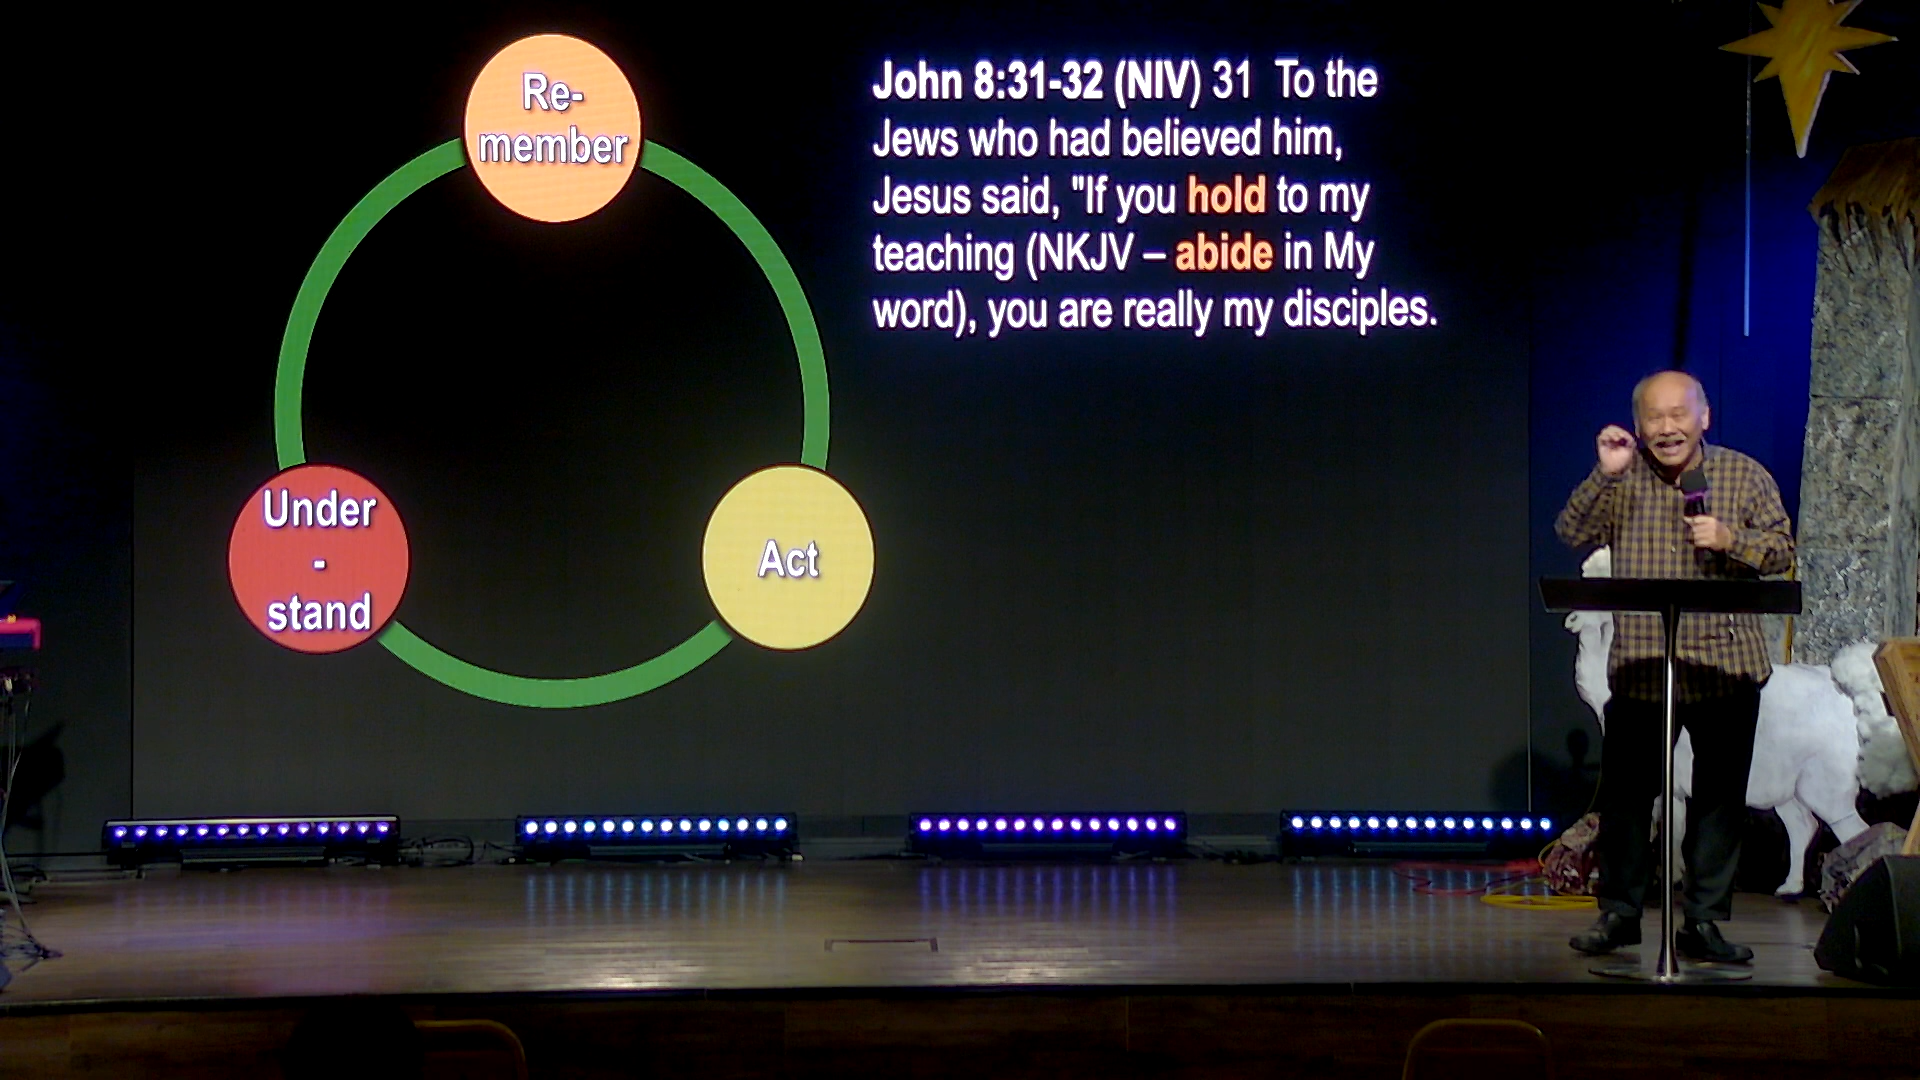 Re-
member
Under
-
stand
Act
John 8:31-32 (NIV) 31  To the
Jews who had believed him,
Jesus said, "If you hold to my
teaching (NKJV – abide in My
word), you are really my disciples.